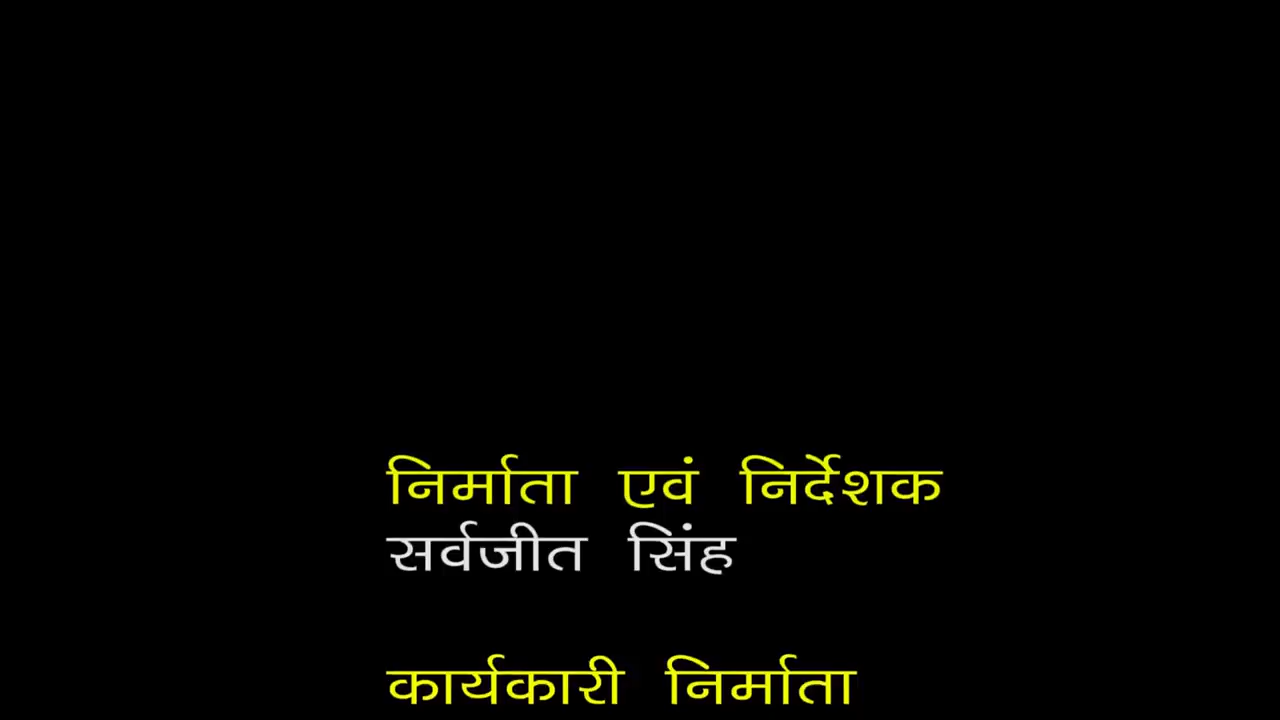 निर्माता एवं निर्देशक
सर्वजीत सिंह
कार्यकारी निर्माता